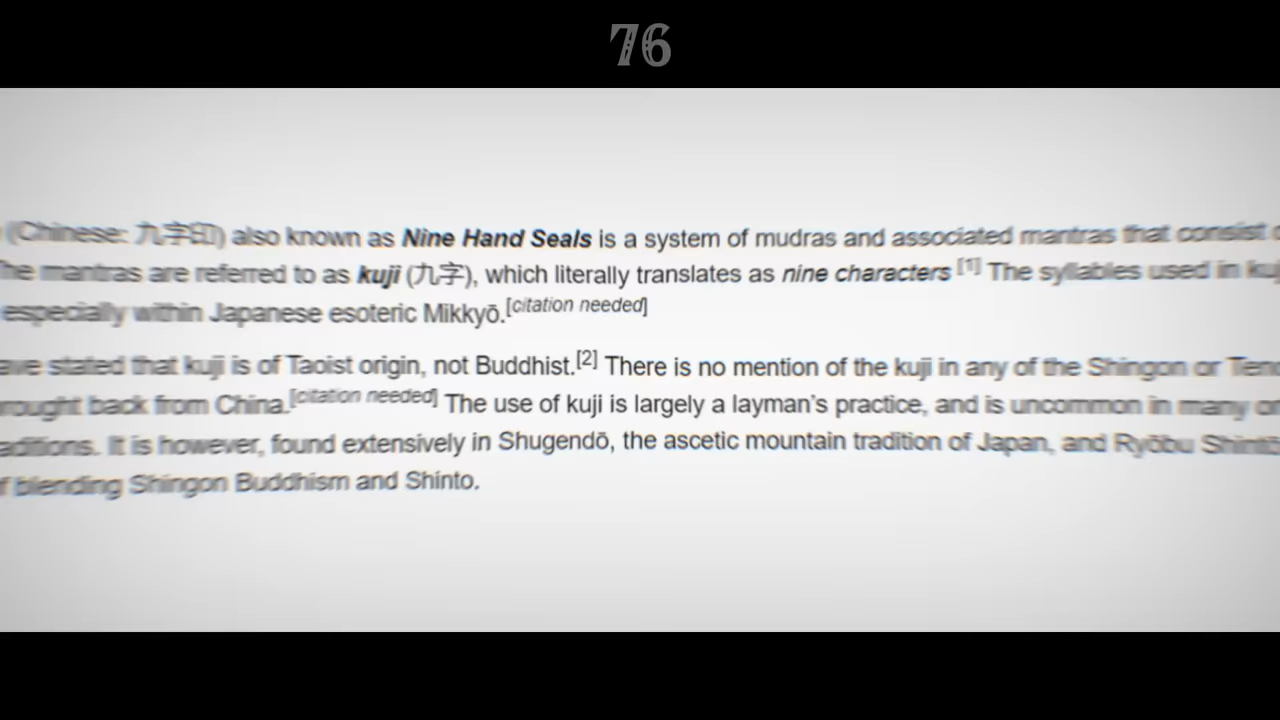 76
(Chinese: 九字印) also known as Nine Hand Seals is a system of mudras and associated mantras that consist
The mantras are referred to as kuji (九字), which literally translates as nine characters [1] The syllables used in
especially within Japanese esoteric Mikkyō.[citation needed]
stated that kuji is of Taoist origin, not Buddhist.[2] There is no mention of the kuji in any of the Shingon or
back from China.[citation needed] The use of kuji is largely a layman's practice, and is uncommon in many
It is however, found extensively in Shugendō, the ascetic mountain tradition of Japan, and Ryōbu Shintō
blending Shingon Buddhism and Shinto.